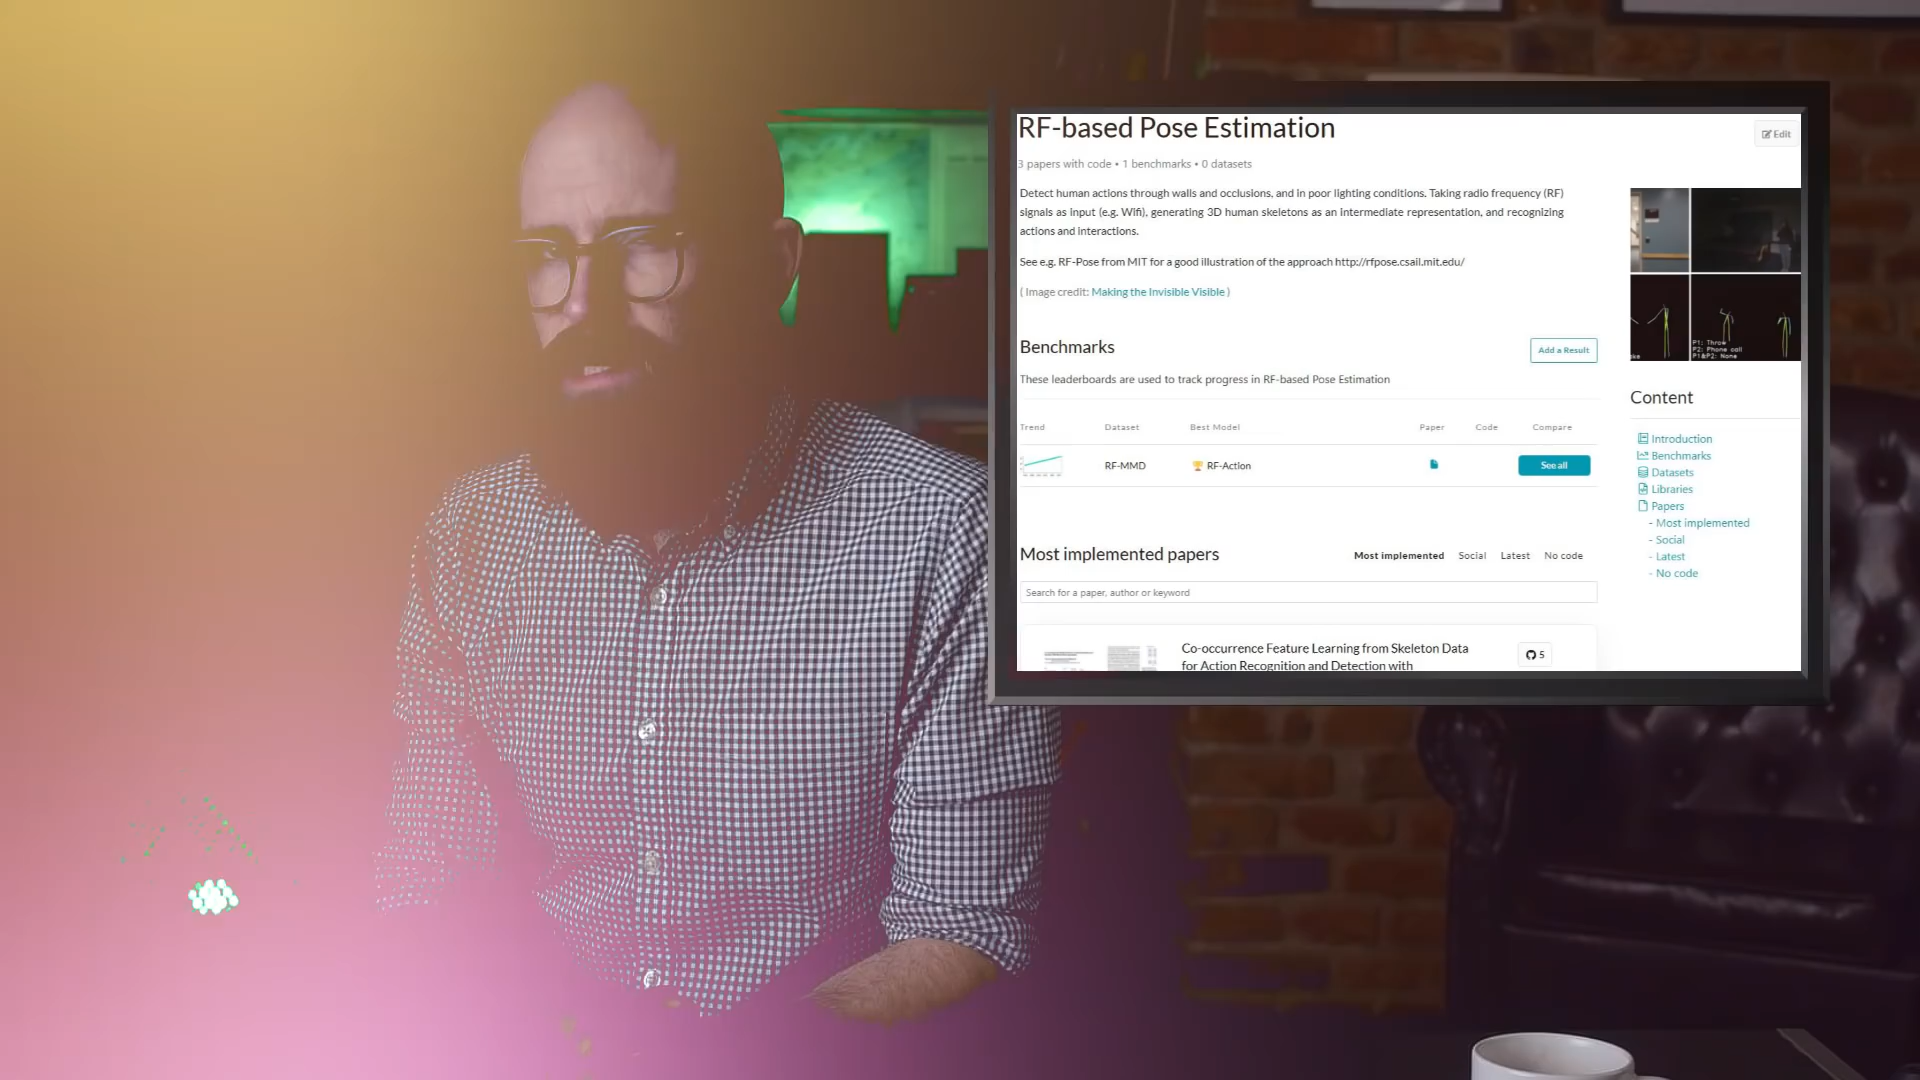 RF-based Pose Estimation
Edit
3 papers with code • 1 benchmarks • 0 datasets
Detect human actions through walls and occlusions, and in poor lighting conditions. Taking radio frequency (RF)
signals as input (e.g. Wifi), generating 3D human skeletons as an intermediate representation, and recognizing
actions and interactions.
See e.g. RF-Pose from MIT for a good illustration of the approach http://rfpose.csail.mit.edu/
( Image credit: Making the Invisible Visible )
P1: Throw
P2: Phone call
P1&P2: None
Benchmarks
Add a Result
These leaderboards are used to track progress in RF-based Pose Estimation
Trend Dataset Best Model Paper Code Compare
RF-MMD RF-Action See all
Most implemented papers
Most implemented Social Latest No code
Search for a paper, author or keyword
Co-occurrence Feature Learning from Skeleton Data
for Action Recognition and Detection with
5
Content
Introduction
Benchmarks
Datasets
Libraries
Papers
- Most implemented
- Social
- Latest
- No code